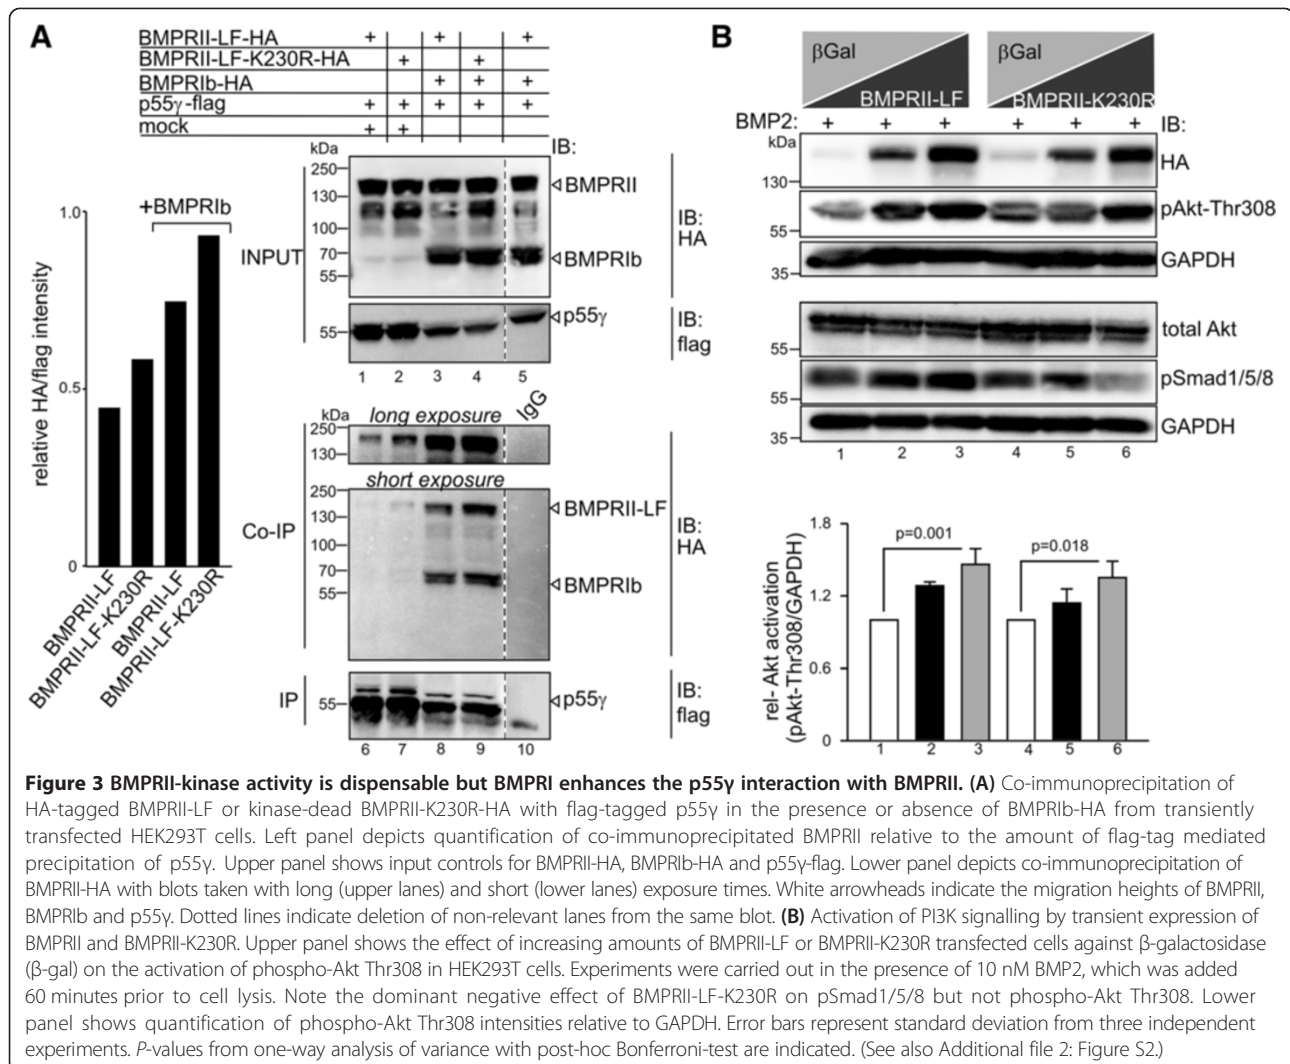 A
BMPRII-LF-HA + + +
BMPRII-LF-K230R-HA + +
BMPRIb-HA + + +
p55γ-flag + + + + +
mock + +
kDa
IB:
250
130
100
70
55
INPUT
BMPRII
BMPRIb
IB:
HA
55
p55γ
IB:
flag
1 2 3 4 5
+BMPRIb
1.0
0.5
0
relative HA/flag intensity
BMPRII-LF
BMPRII-LF-K230R
BMPRII-LF
BMPRII-LF-K230R
kDa
long exposure
IgG
250
130
short exposure
250
130
100
70
55
Co-IP
BMPRII-LF
BMPRIb
IB:
HA
IP
55
p55γ
IB:
flag
6 7 8 9 10
B
βGal
BMPRII-LF
βGal
BMPRII-K230R
BMP2: + + + + + + IB:
kDa
130
HA
55
pAkt-Thr308
35
GAPDH
55
total Akt
55
pSmad1/5/8
35
GAPDH
1 2 3 4 5 6
1.8
1.2
0.6
0
rel- Akt activation
(pAkt-Thr308/GAPDH)
p=0.001
p=0.018
1 2 3 4 5 6
Figure 3 BMPRII-kinase activity is dispensable but BMPRI enhances the p55γ interaction with BMPRII. (A) Co-immunoprecipitation of
HA-tagged BMPRII-LF or kinase-dead BMPRII-K230R-HA with flag-tagged p55γ in the presence or absence of BMPRIb-HA from transiently
transfected HEK293T cells. Left panel depicts quantification of co-immunoprecipitated BMPRII relative to the amount of flag-tag mediated
precipitation of p55γ. Upper panel shows input controls for BMPRII-HA, BMPRIb-HA and p55γ-flag. Lower panel depicts co-immunoprecipitation of
BMPRII-HA with blots taken with long (upper lanes) and short (lower lanes) exposure times. White arrowheads indicate the migration heights of BMPRII,
BMPRIb and p55γ. Dotted lines indicate deletion of non-relevant lanes from the same blot. (B) Activation of PI3K signalling by transient expression of
BMPRII and BMPRII-K230R. Upper panel shows the effect of increasing amounts of BMPRII-LF or BMPRII-K230R transfected cells against β-galactosidase
(β-gal) on the activation of phospho-Akt Thr308 in HEK293T cells. Experiments were carried out in the presence of 10 nM BMP2, which was added
60 minutes prior to cell lysis. Note the dominant negative effect of BMPRII-LF-K230R on pSmad1/5/8 but not phospho-Akt Thr308. Lower
panel shows quantification of phospho-Akt Thr308 intensities relative to GAPDH. Error bars represent standard deviation from three independent
experiments. P-values from one-way analysis of variance with post-hoc Bonferroni-test are indicated. (See also Additional file 2: Figure S2.)